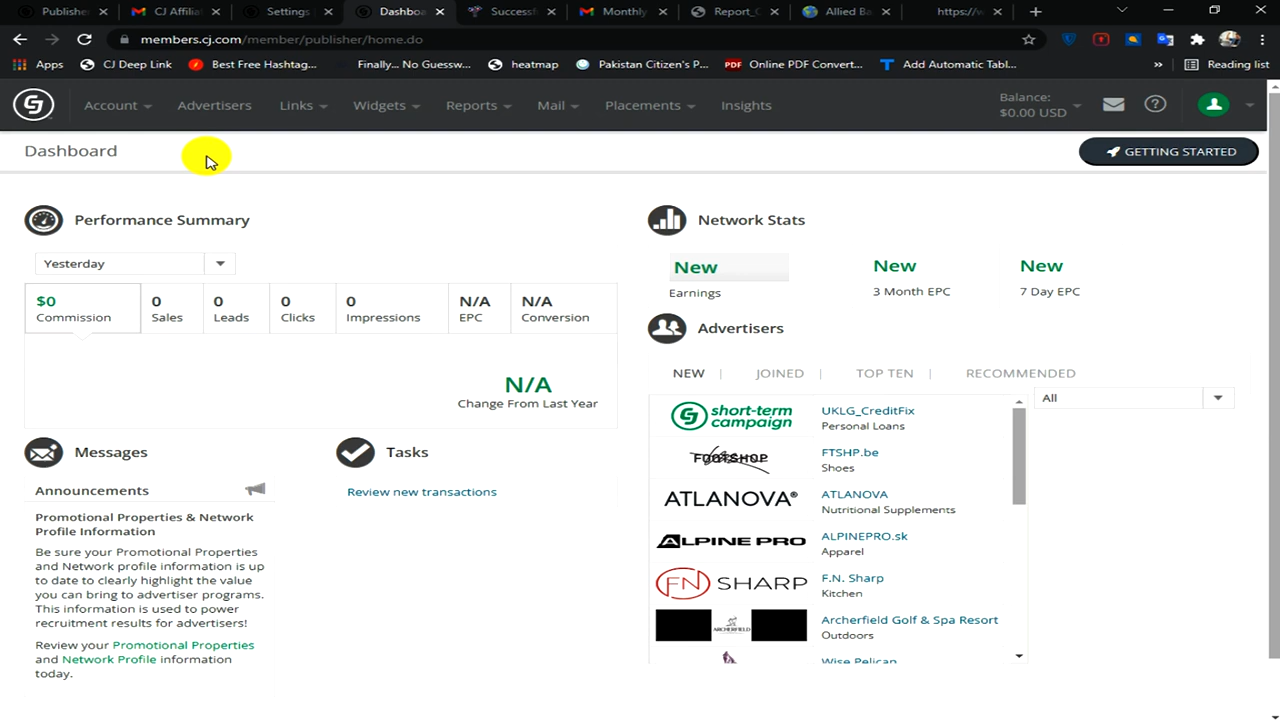 Publishe
CJ Affilia
Settings
Dashbo
Success
Monthly
Report_C
Allied Ba
https://w
members.cj.com/member/publisher/home.do
Apps
CJ Deep Link
Best Free Hashtag...
Finally... No Guessw...
heatmap
Pakistan Citizen's P...
PDF Online PDF Convert...
Add Automatic Tabl...
»
Reading list
Account
Advertisers
Links
Widgets
Reports
Mail
Placements
Insights
Balance:
$0.00 USD
Dashboard
GETTING STARTED
Performance Summary
Yesterday
$0
Commission
0
Sales
0
Leads
0
Clicks
0
Impressions
N/A
EPC
N/A
Conversion
N/A
Change From Last Year
Messages
Announcements
Promotional Properties & Network
Profile Information
Be sure your Promotional Properties
and Network profile information is up
to date to clearly highlight the value
you can bring to advertiser programs.
This information is used to power
recruitment results for advertisers!
Review your Promotional Properties
and Network Profile information
today.
Tasks
Review new transactions
Network Stats
New
Earnings
New
3 Month EPC
New
7 Day EPC
Advertisers
NEW | JOINED | TOP TEN | RECOMMENDED
All
short-term
campaign
UKLG_CreditFix
Personal Loans
FOOTSHOP
FTSHP.be
Shoes
ATLANOVA®
ATLANOVA
Nutritional Supplements
ALPINE PRO
ALPINEPRO.sk
Apparel
FN SHARP
F.N. Sharp
Kitchen
ARCHERFIELD
Archerfield Golf & Spa Resort
Outdoors
Wise Pelican